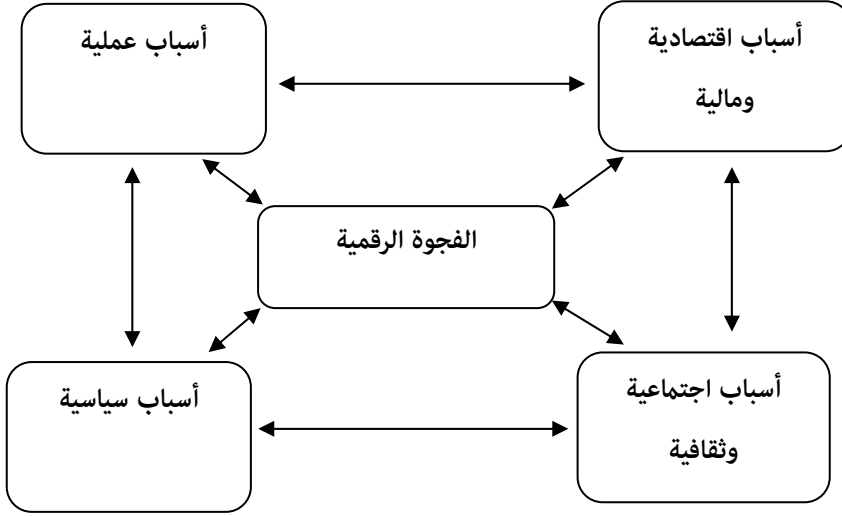 أسباب اقتصادية
ومالية
أسباب عملية
الفجوة الرقمية
أسباب اجتماعية
وثقافية
أسباب سياسية